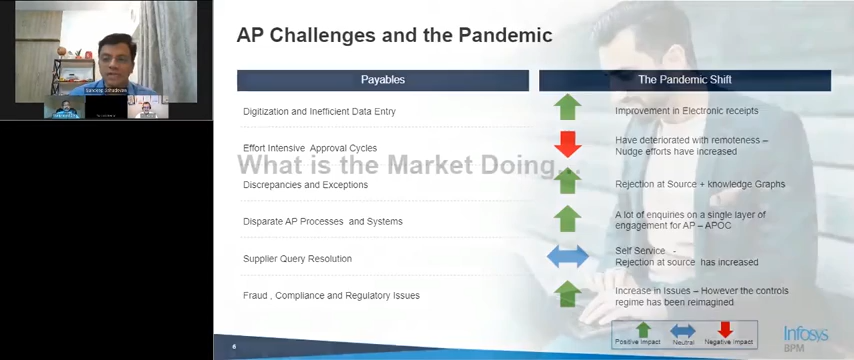 AP Challenges and the Pandemic
Payables
The Pandemic Shift
Digitization and Inefficient Data Entry
Improvement in Electronic receipts
Effort Intensive Approval Cycles
Have deteriorated with remoteness –
Nudge efforts have increased
What is the Market Doing...
Discrepancies and Exceptions
Rejection at Source + knowledge Graphs
Disparate AP Processes and Systems
A lot of enquiries on a single layer of
engagement for AP – APOC
Supplier Query Resolution
Self Service -
Rejection at source has increased
Fraud , Compliance and Regulatory Issues
Increase in Issues – However the controls
regime has been reimagined
Positive Impact
Neutral
Negative Impact
6
Infosys
BPM